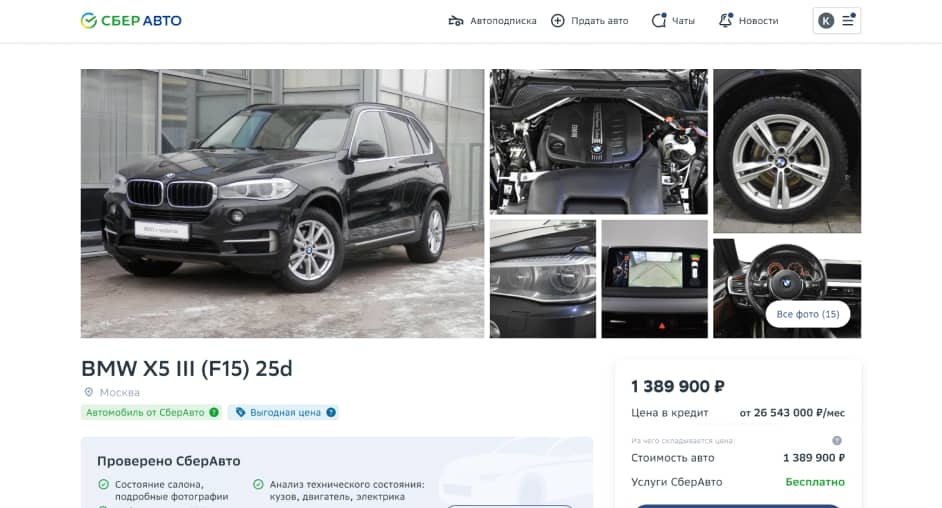 СБЕР АВТО
Автоподписка
Прдать авто
Чаты
Новости
К
Все фото (15)
BMW X5 III (F15) 25d
Москва
Автомобиль от СберАвто ?
Выгодная цена ?
Проверено СберАвто
Состояние салона,
подробные фотографии
Анализ технического состояния:
кузов, двигатель, электрика
1 389 900 ₽
Цена в кредит от 26 543 000 ₽/мес
Из чего складывается цена: ?
Стоимость авто 1 389 900 ₽
Услуги СберАвто Бесплатно